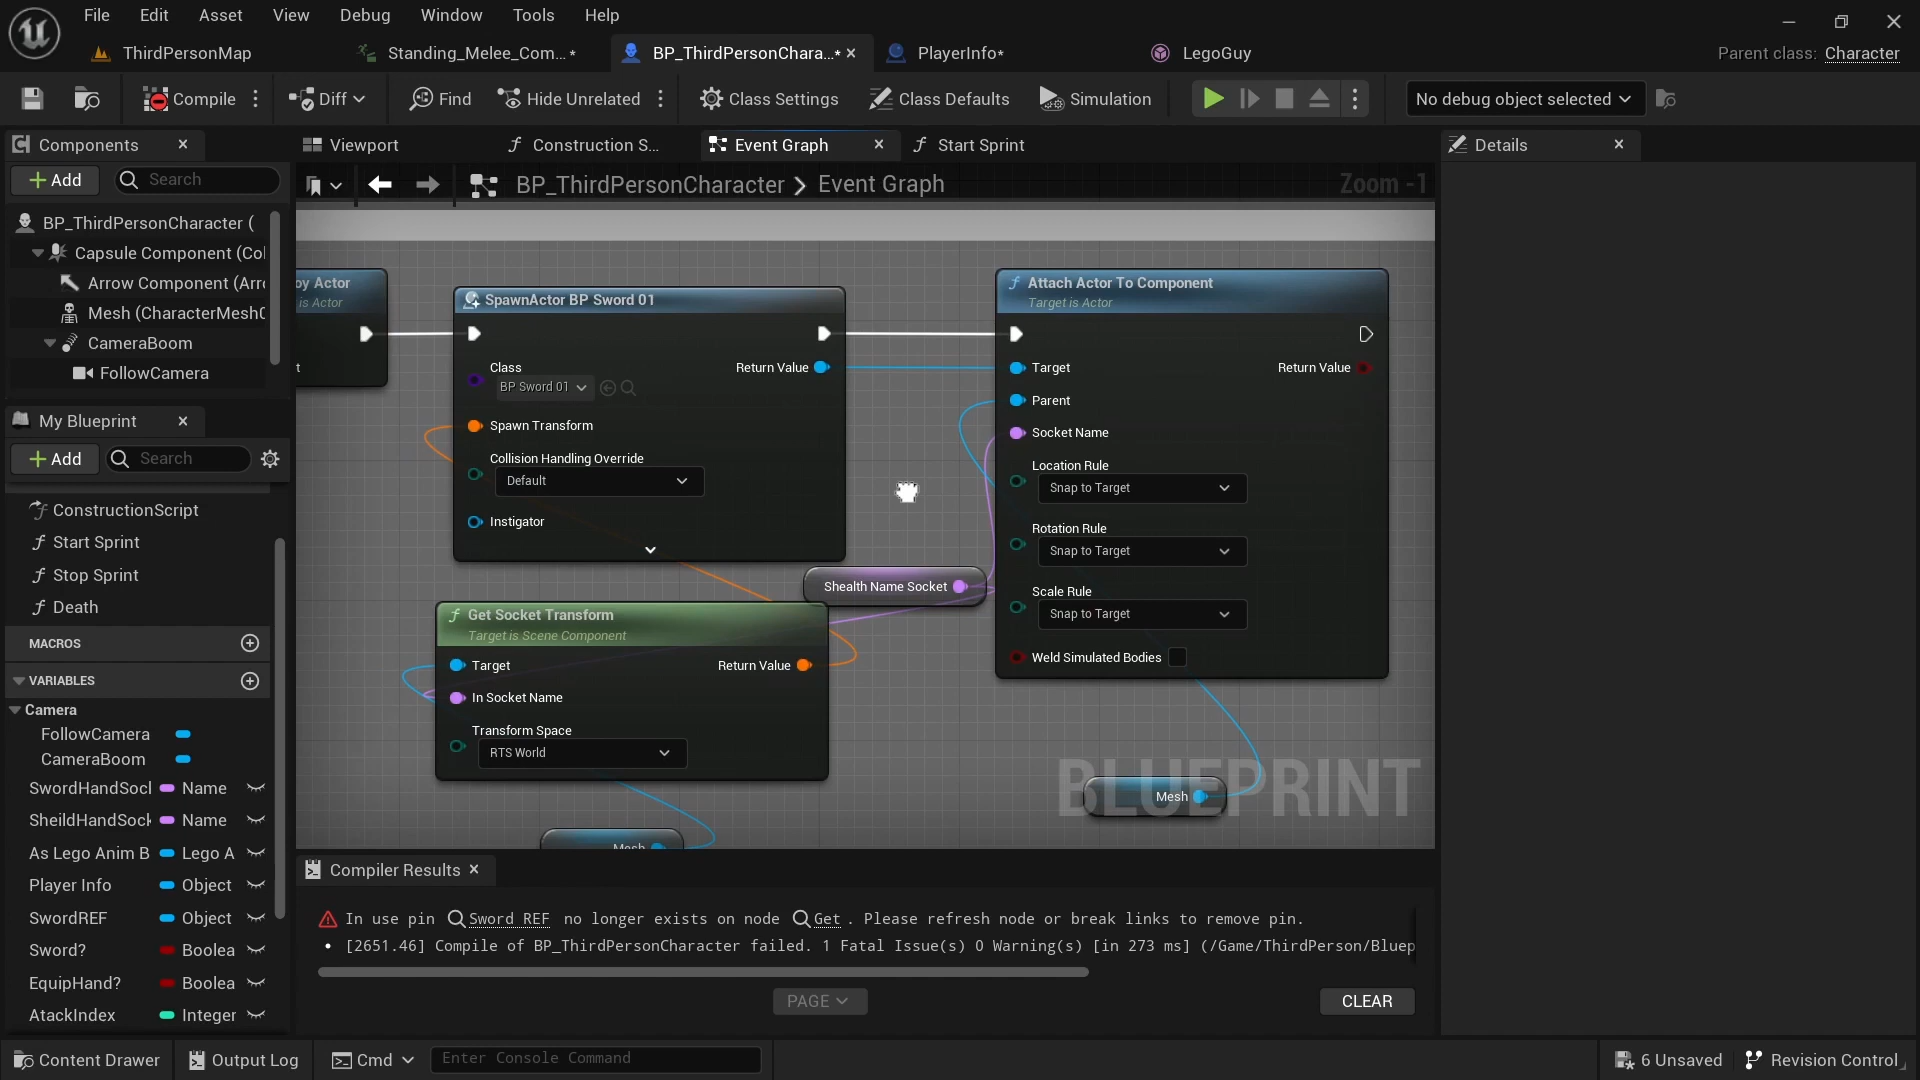 File Edit Asset View Debug Window Tools Help
ThirdPersonMap Standing_Melee_Com...* BP_ThirdPersonChara...* PlayerInfo* LegoGuy Parent class: Character
Compile Diff Find Hide Unrelated Class Settings Class Defaults Simulation No debug object selected
Components Viewport Construction S... Event Graph Start Sprint Details
Add Search BP_ThirdPersonCharacter > Event Graph Zoom -1
BP_ThirdPersonCharacter (
Capsule Component (Col
Arrow Component (Arro
Mesh (CharacterMesh0
CameraBoom
FollowCamera
My Blueprint
Add Search
ConstructionScript
Start Sprint
Stop Sprint
Death
MACROS
VARIABLES
Camera
FollowCamera
CameraBoom
SwordHandSocl Name
SheildHandSock Name
As Lego Anim B Lego A
Player Info Object
SwordREF Object
Sword? Boolea
EquipHand? Boolea
AtackIndex Integer
oy Actor
is Actor
t
SpawnActor BP Sword 01
Class
BP Sword 01
Return Value
Spawn Transform
Collision Handling Override
Default
Instigator
Get Socket Transform
Target is Scene Component
Target Return Value
In Socket Name
Transform Space
RTS World
Mesh
Shealth Name Socket
Attach Actor To Component
Target is Actor
Target Return Value
Parent
Socket Name
Location Rule
Snap to Target
Rotation Rule
Snap to Target
Scale Rule
Snap to Target
Weld Simulated Bodies
Mesh
BLUEPRINT
Compiler Results
In use pin Sword REF no longer exists on node Get . Please refresh node or break links to remove pin.
• [2651.46] Compile of BP_ThirdPersonCharacter failed. 1 Fatal Issue(s) 0 Warning(s) [in 273 ms] (/Game/ThirdPerson/Bluep
PAGE CLEAR
Content Drawer Output Log Cmd Enter Console Command 6 Unsaved Revision Control